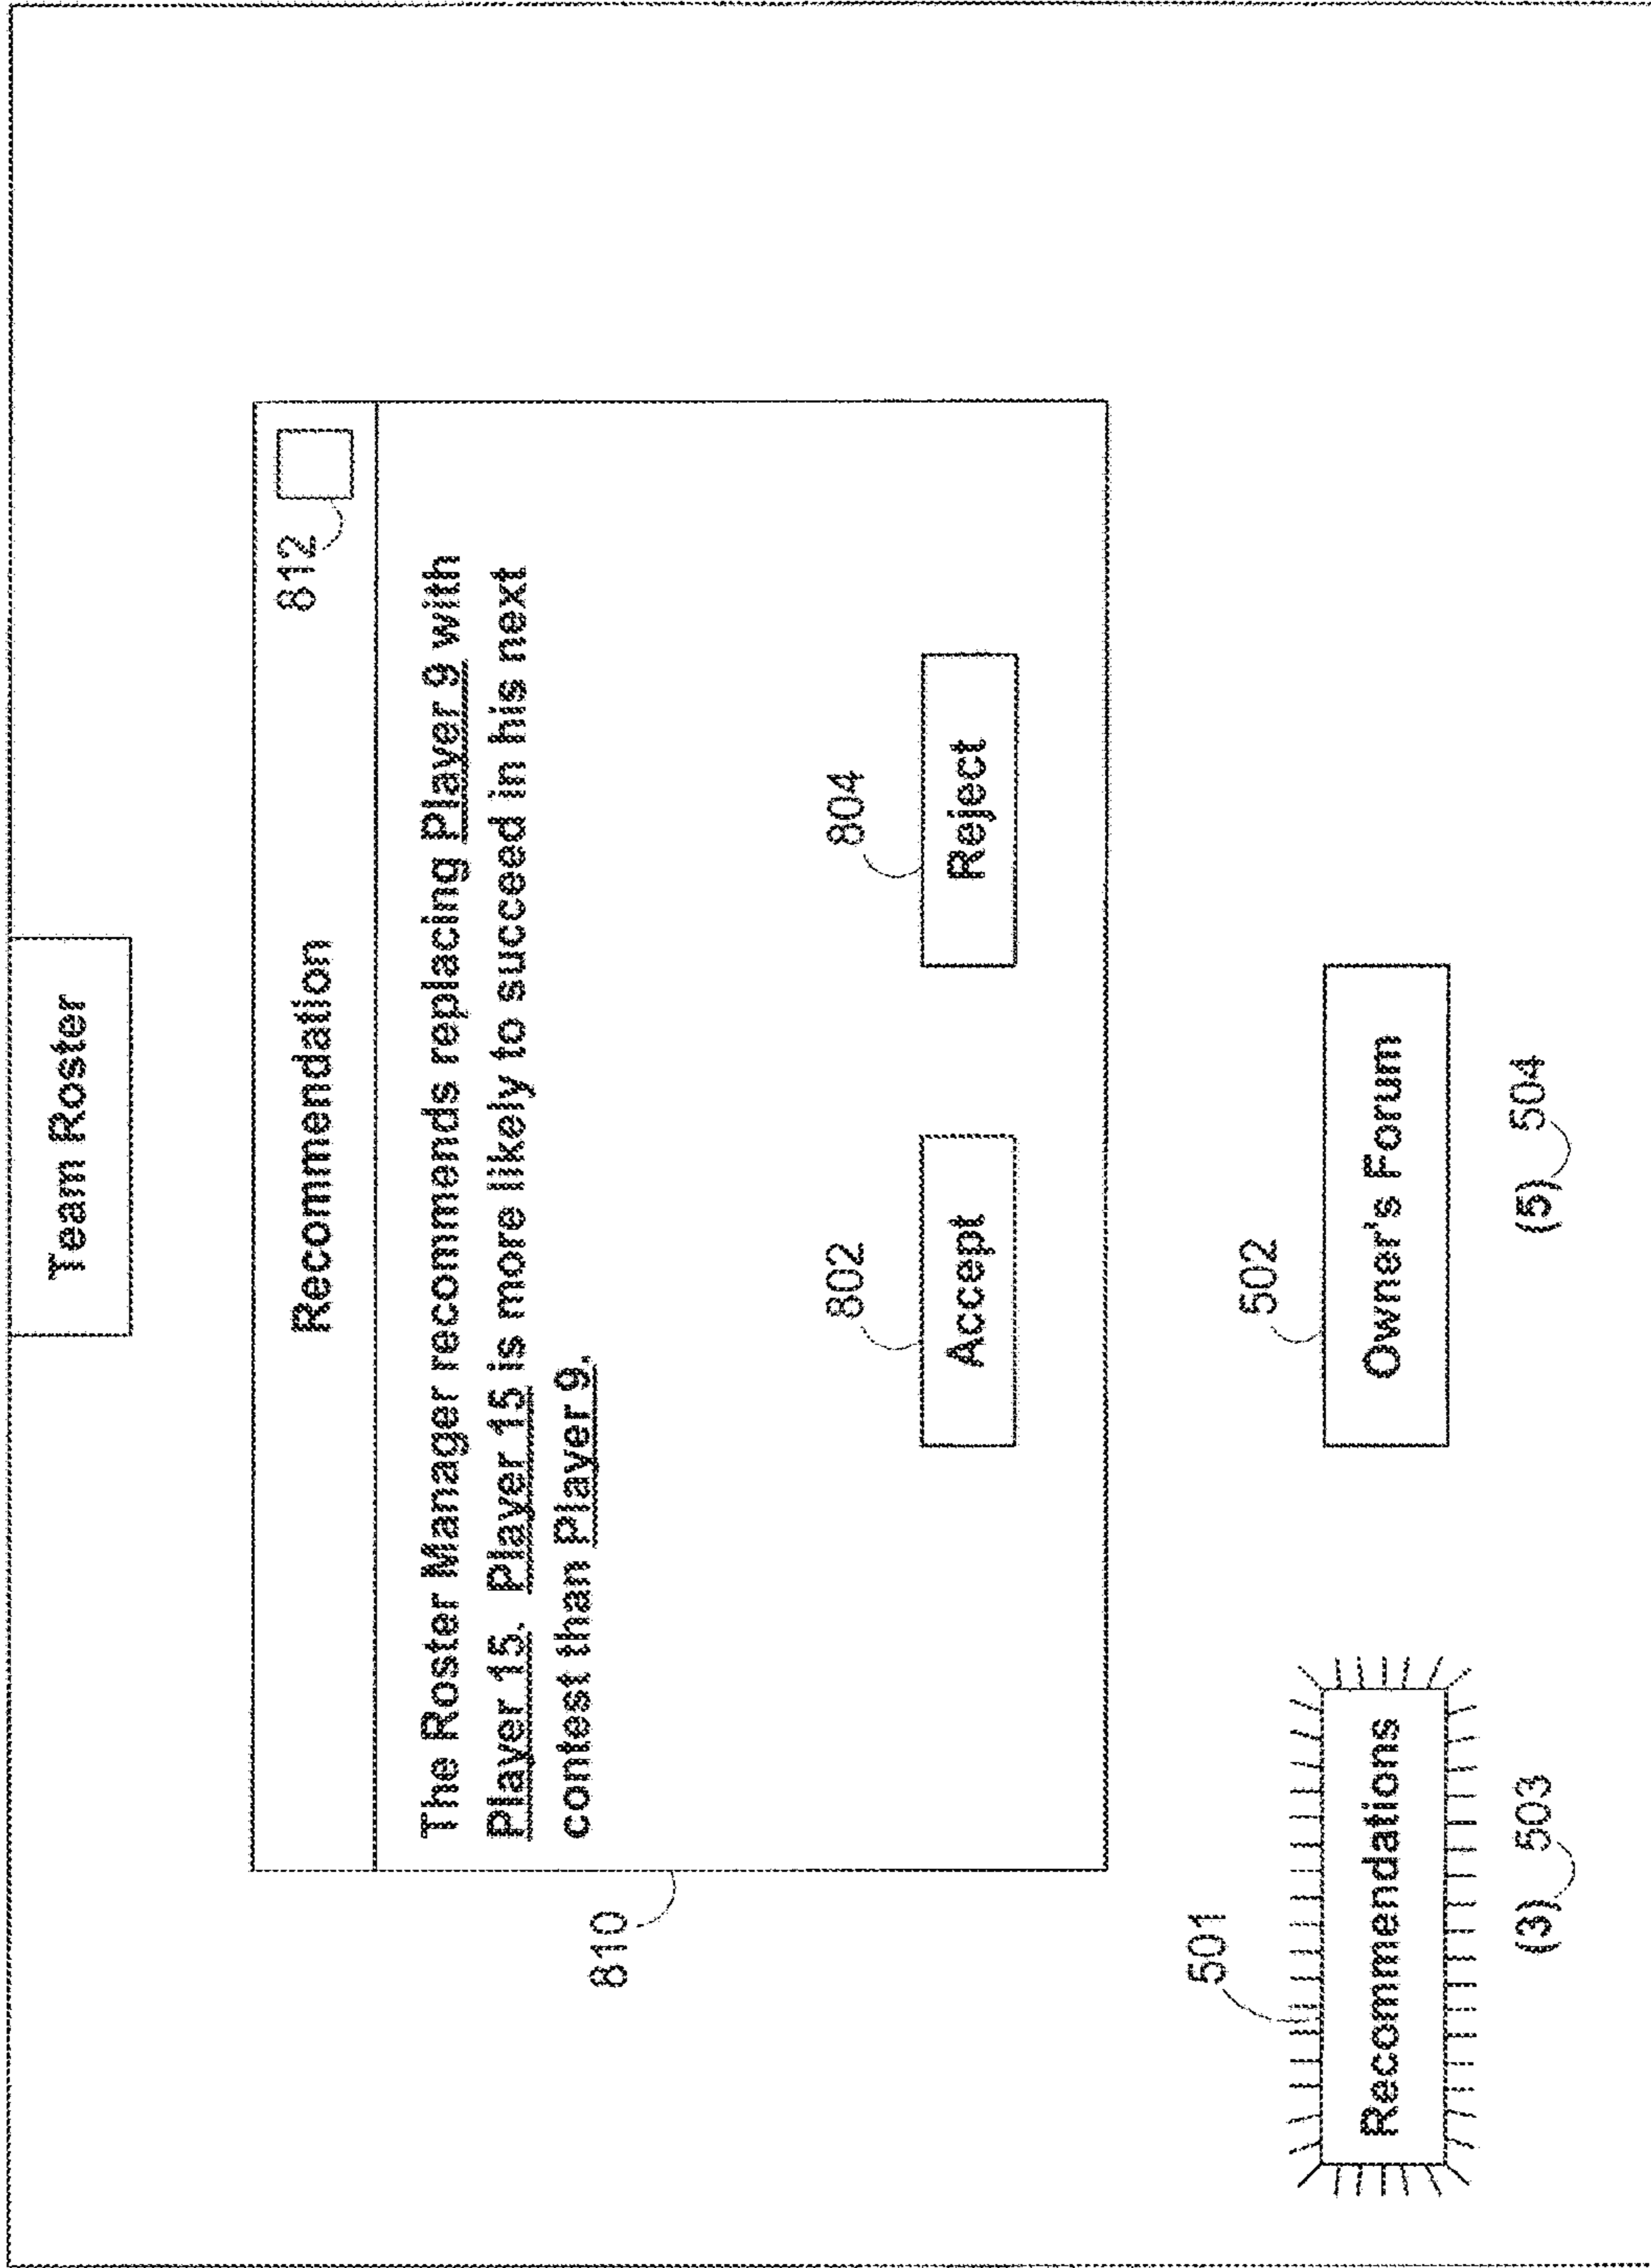 Team Roster
Recommendation
812
The Roster Manager recommends replacing Player 9 with
Player 15. Player 15 is more likely to succeed in his next
contest than Player 9.
810
802
804
Accept
Reject
501
502
Recommendations
Owner's Forum
(3) 503
(5) 504